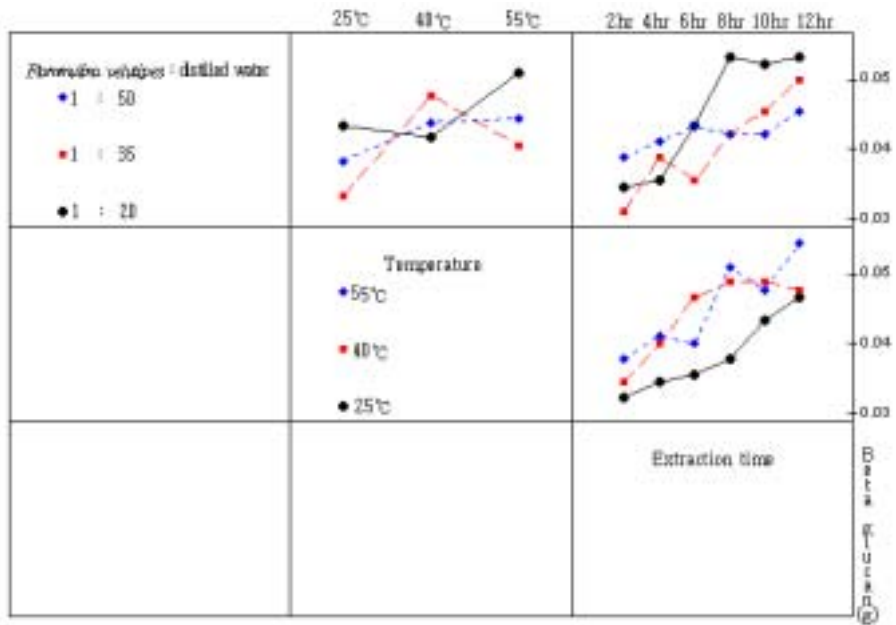 25℃ 40℃ 55℃ 2hr 4hr 6hr 8hr 10hr 12hr
velutipes : distilled water
1 : 50
1 : 35
1 : 20
0.05
0.04
0.03
Temperature
55℃
40℃
25℃
0.05
0.04
0.03
Extraction time
Beta glucan(g)